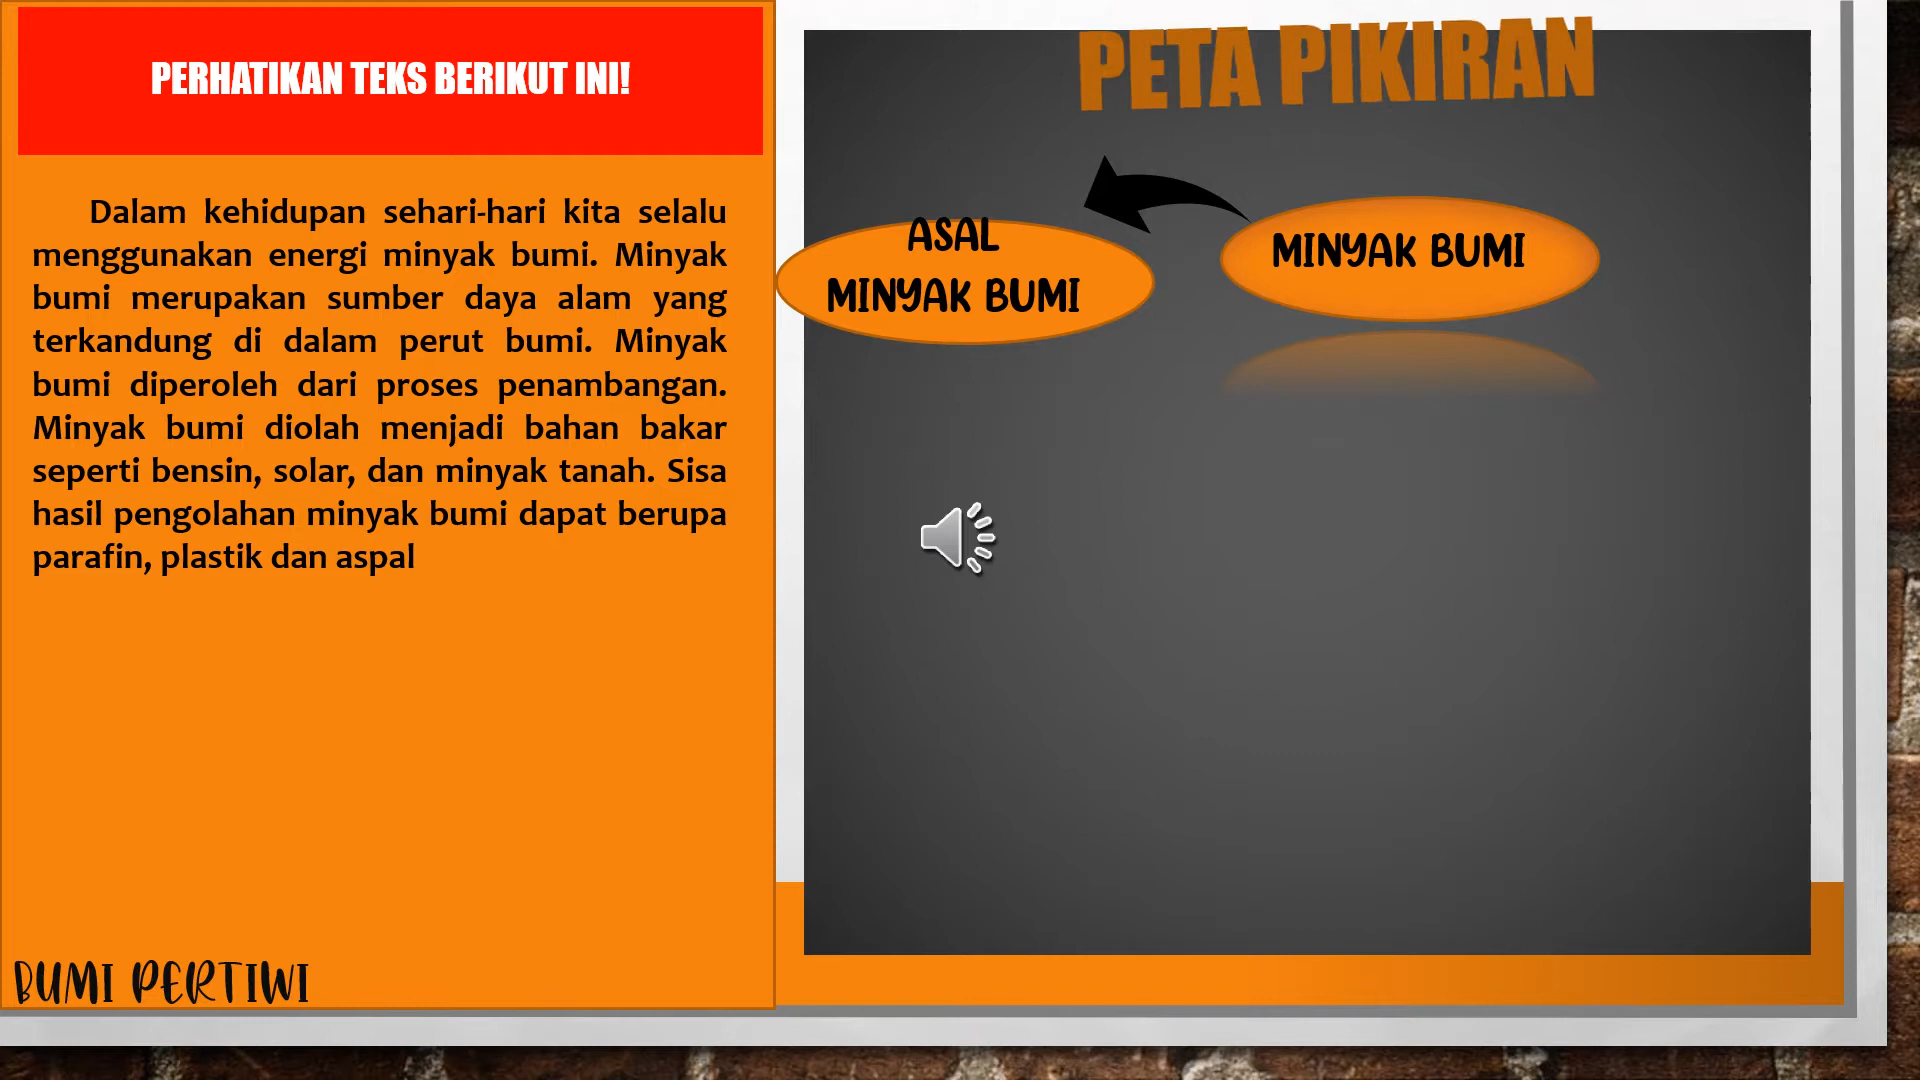 PERHATIKAN TEKS BERIKUT INI!
Dalam kehidupan sehari-hari kita selalu
menggunakan energi minyak bumi. Minyak
bumi merupakan sumber daya alam yang
terkandung di dalam perut bumi. Minyak
bumi diperoleh dari proses penambangan.
Minyak bumi diolah menjadi bahan bakar
seperti bensin, solar, dan minyak tanah. Sisa
hasil pengolahan minyak bumi dapat berupa
parafin, plastik dan aspal
BUMI PERTIWI
PETA PIKIRAN
ASAL
MINYAK BUMI
MINYAK BUMI